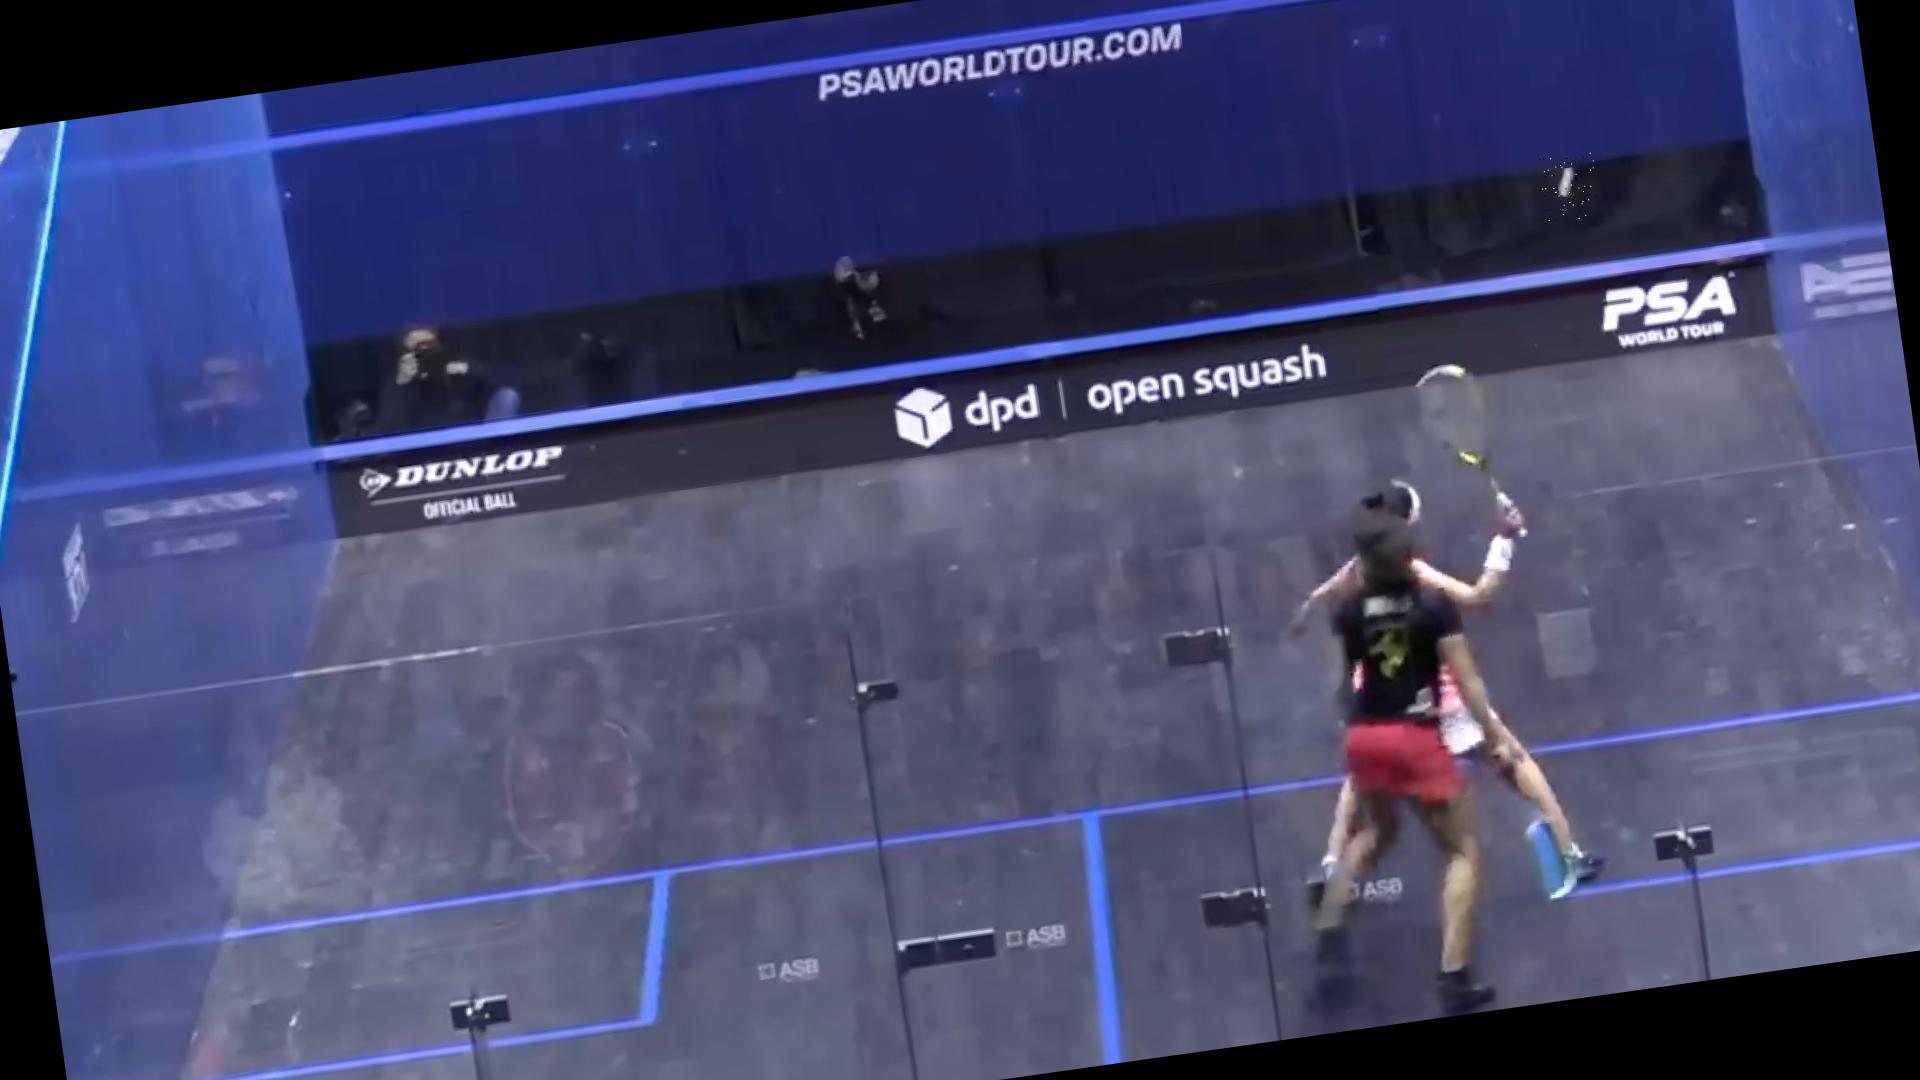 PSAWORLDTOUR.COM
PSA
WORLD TOUR
dpd | open squash
DUNLOP
OFFICIAL BALL
ASB
ASB
ASB